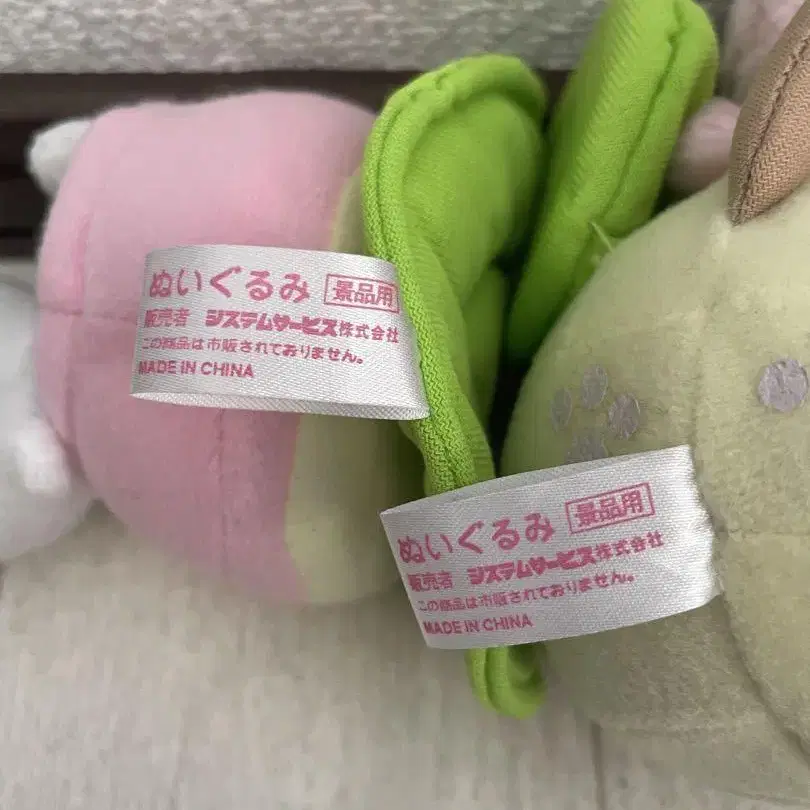 ぬいぐるみ 景品用
販売者 システムサービス株式会社
この商品は市販されておりません。
MADE IN CHINA
ぬいぐるみ 景品用
販売者 システムサービス株式会社
この商品は市販されておりません。
MADE IN CHINA